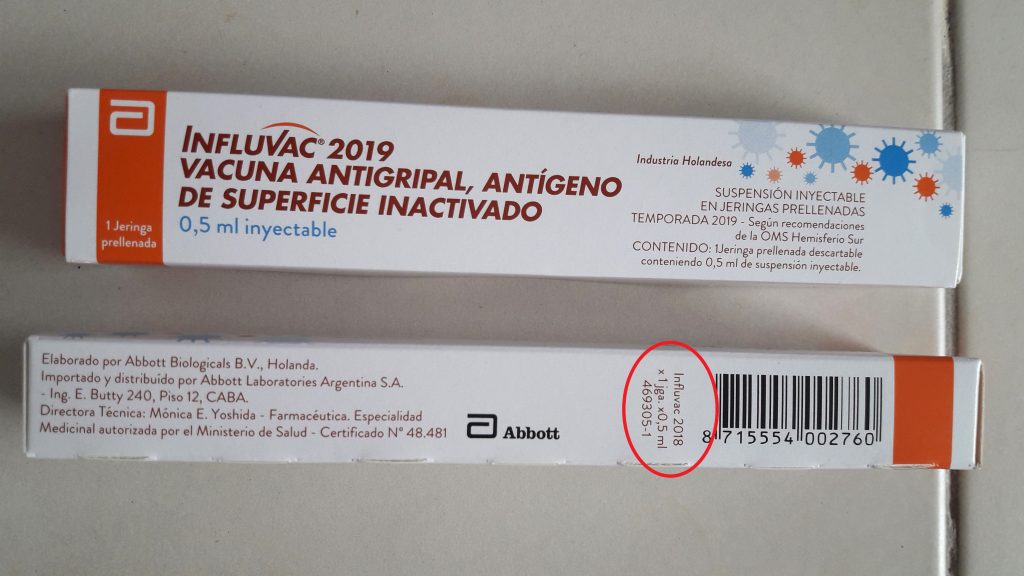 INFLUVAC® 2019
VACUNA ANTIGRIPAL, ANTÍGENO
DE SUPERFICIE INACTIVADO
0,5 ml inyectable
1 Jeringa
prellenada
Industria Holandesa
SUSPENSIÓN INYECTABLE
EN JERINGAS PRELLENADAS
TEMPORADA 2019 - Según recomendaciones
de la OMS Hemisferio Sur
CONTENIDO: 1Jeringa prellenada descartable
conteniendo 0,5 ml de suspensión inyectable.
Elaborado por Abbott Biologicals B.V., Holanda.
Importado y distribuido por Abbott Laboratories Argentina S.A.
- Ing. E. Butty 240, Piso 12, CABA.
Directora Técnica: Mónica E. Yoshida - Farmacéutica. Especialidad
Medicinal autorizada por el Ministerio de Salud - Certificado N° 48.481
Abbott
Influvac 2018
x 1 jga. x0,5 ml
469305-1
8 715554 002760